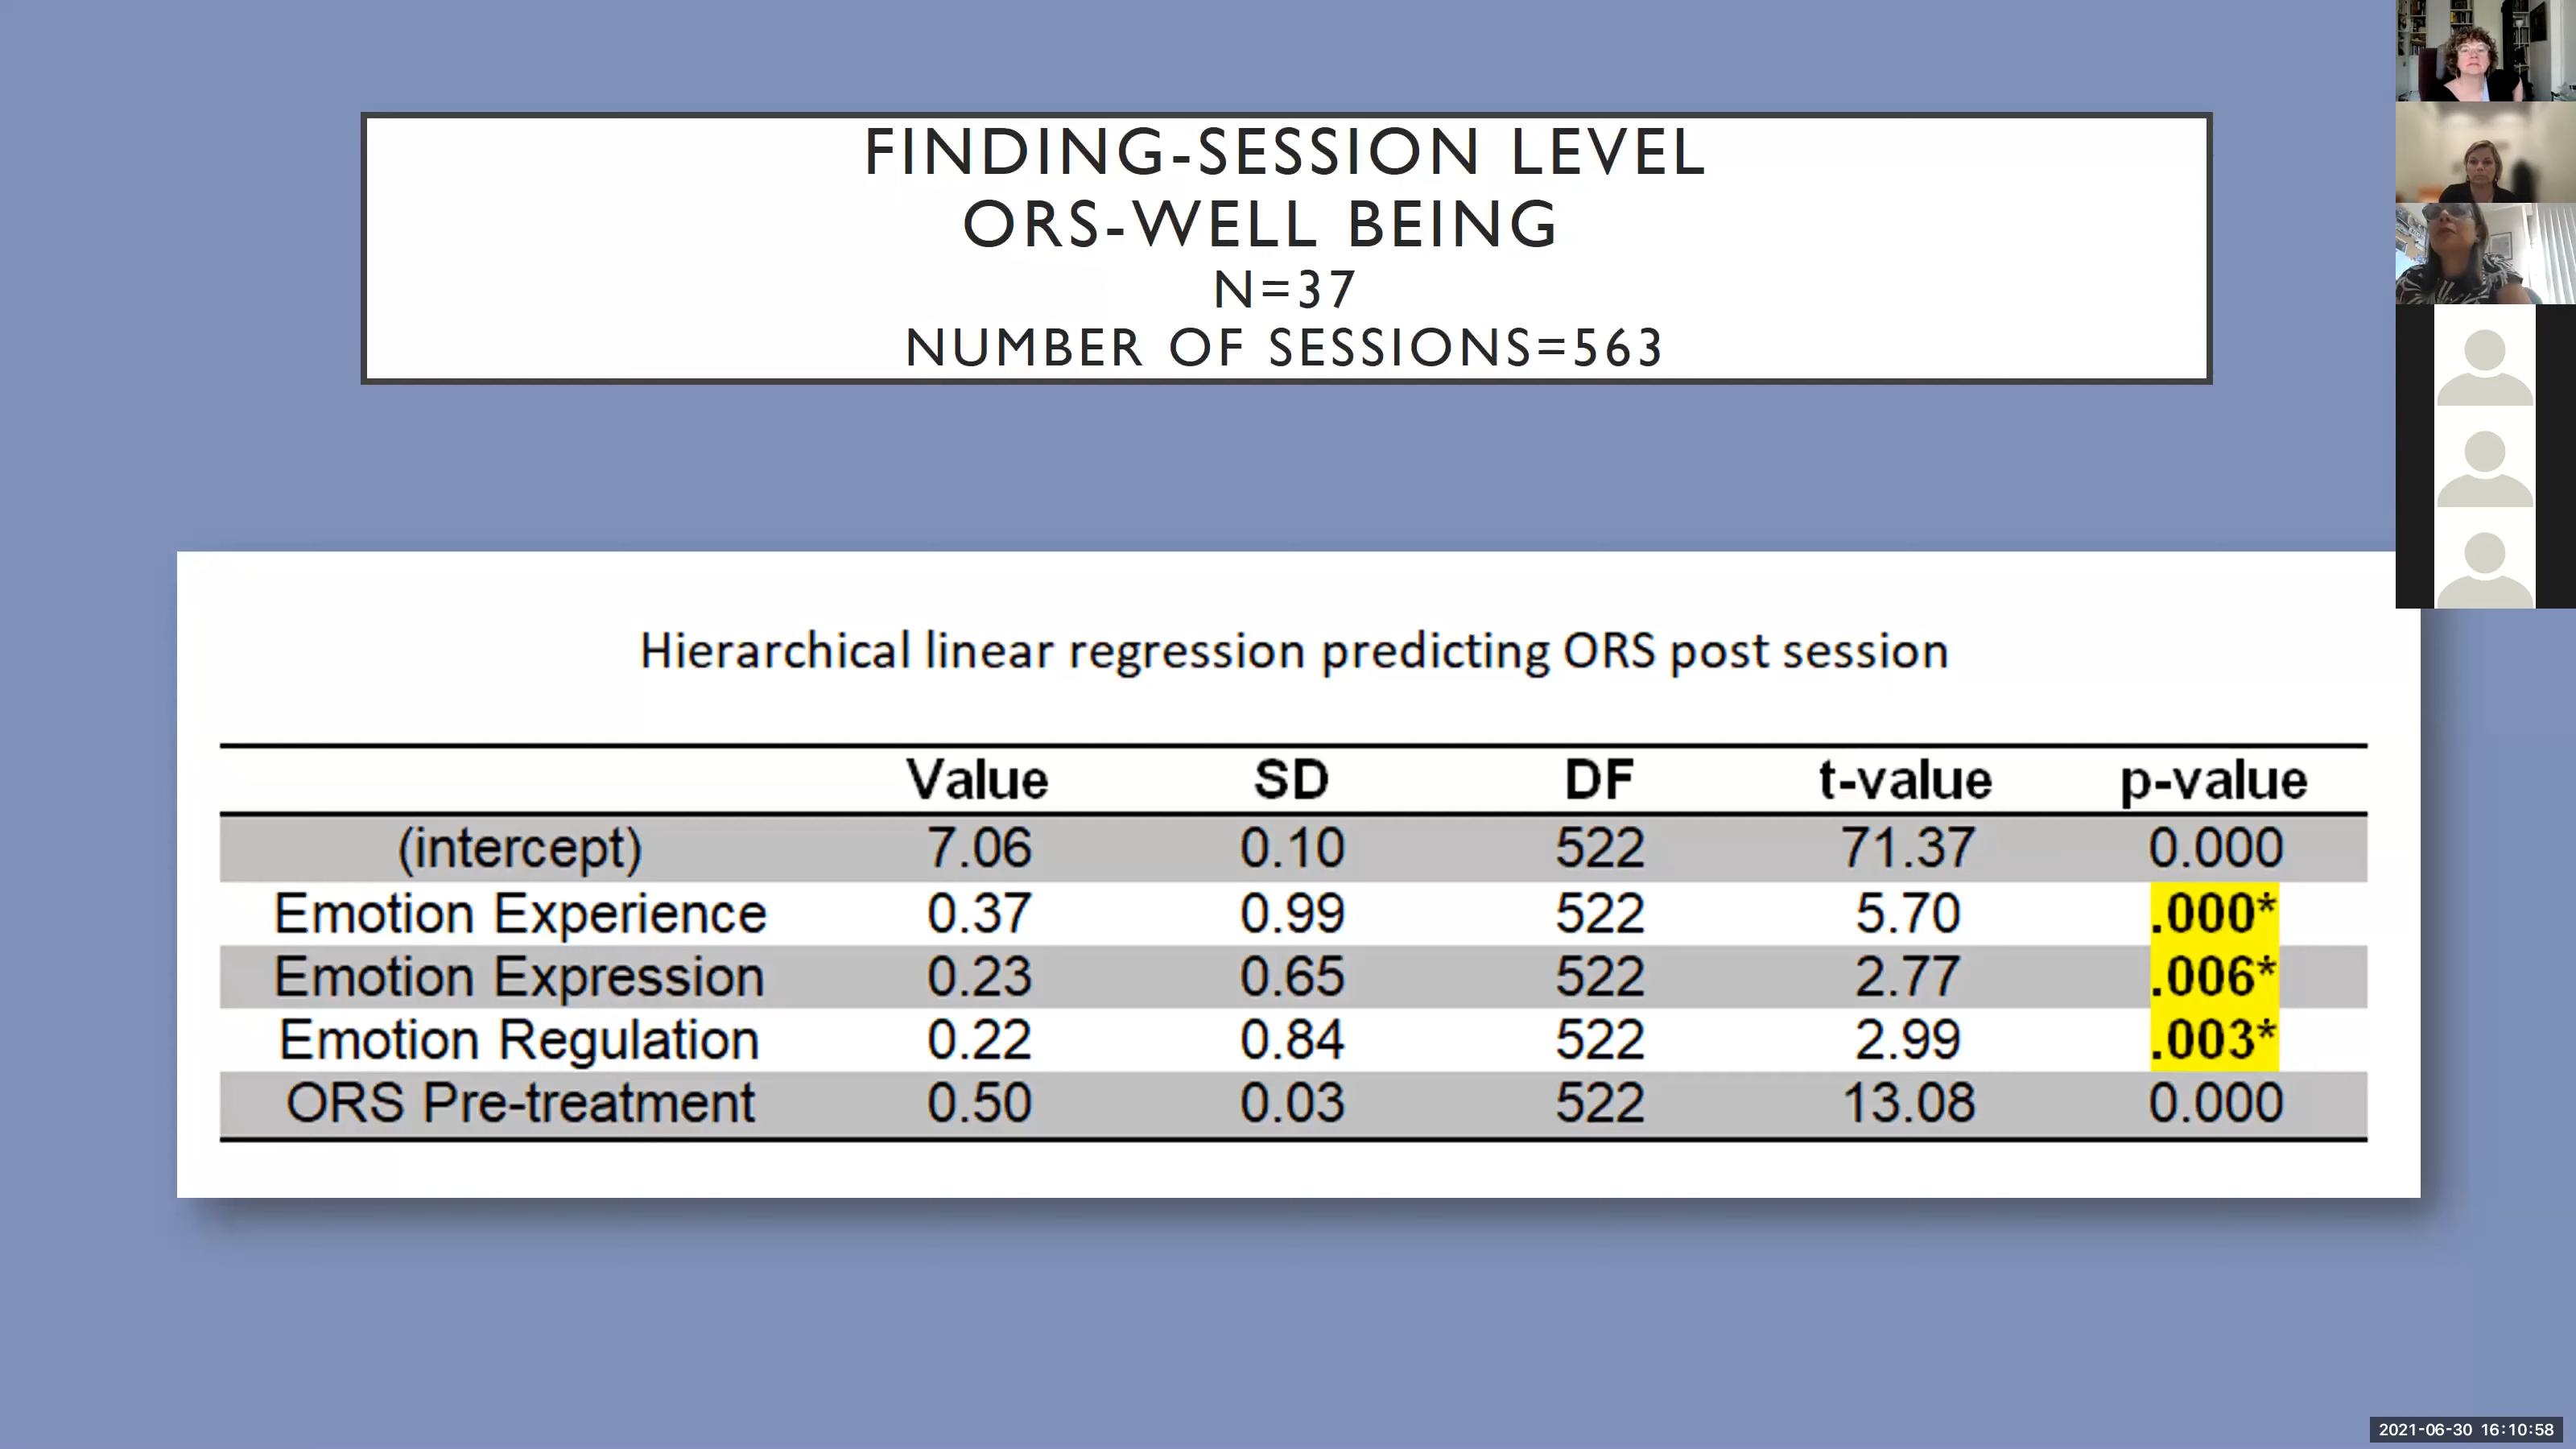 FINDING-SESSION LEVEL
ORS-WELL BEING
N=37
NUMBER OF SESSIONS=563
Hierarchical linear regression predicting ORS post session
Value SD DF t-value p-value
(intercept) 7.06 0.10 522 71.37 0.000
Emotion Experience 0.37 0.99 522 5.70 .000*
Emotion Expression 0.23 0.65 522 2.77 .006*
Emotion Regulation 0.22 0.84 522 2.99 .003*
ORS Pre-treatment 0.50 0.03 522 13.08 0.000
2021-06-30 16:10:58